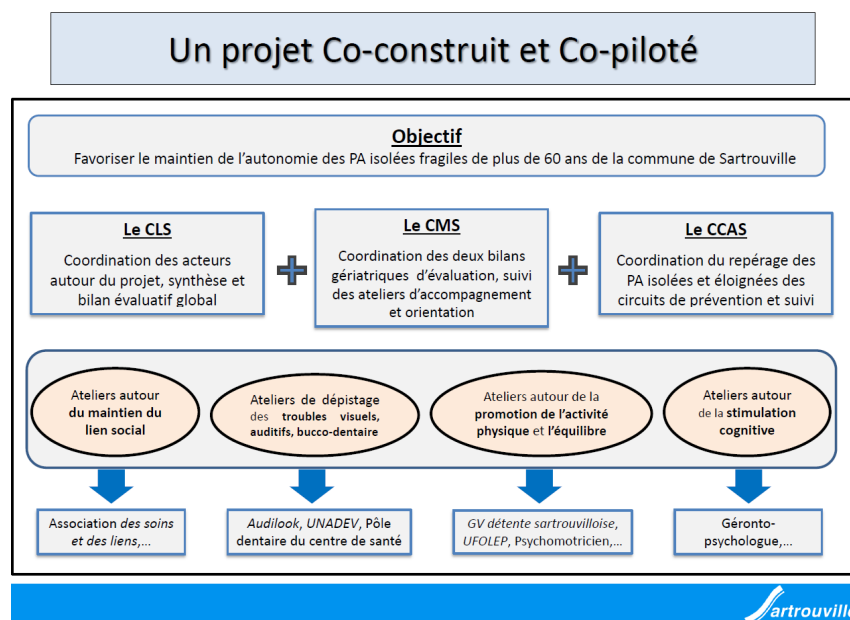 Un projet Co-construit et Co-piloté
Objectif
Favoriser le maintien de l'autonomie des PA isolées fragiles de plus de 60 ans de la commune de Sartrouville
Le CLS
Coordination des acteurs
autour du projet, synthèse et
bilan évaluatif global
Le CMS
Coordination des deux bilans
gériatriques d'évaluation, suivi
des ateliers d'accompagnement
et orientation
Le CCAS
Coordination du repérage des
PA isolées et éloignées des
circuits de prévention et suivi
Ateliers autour
du maintien du
lien social
Ateliers de dépistage
des troubles visuels,
auditifs, bucco-dentaire
Ateliers autour de la
promotion de l'activité
physique et l'équilibre
Ateliers autour
de la stimulation
cognitive
Association des soins
et des liens,...
Audilook, UNADEV, Pôle
dentaire du centre de santé
GV détente sartrouvilloise,
UFOLEP, Psychomotricien,...
Géronto-
psychologue,...
Sartrouville